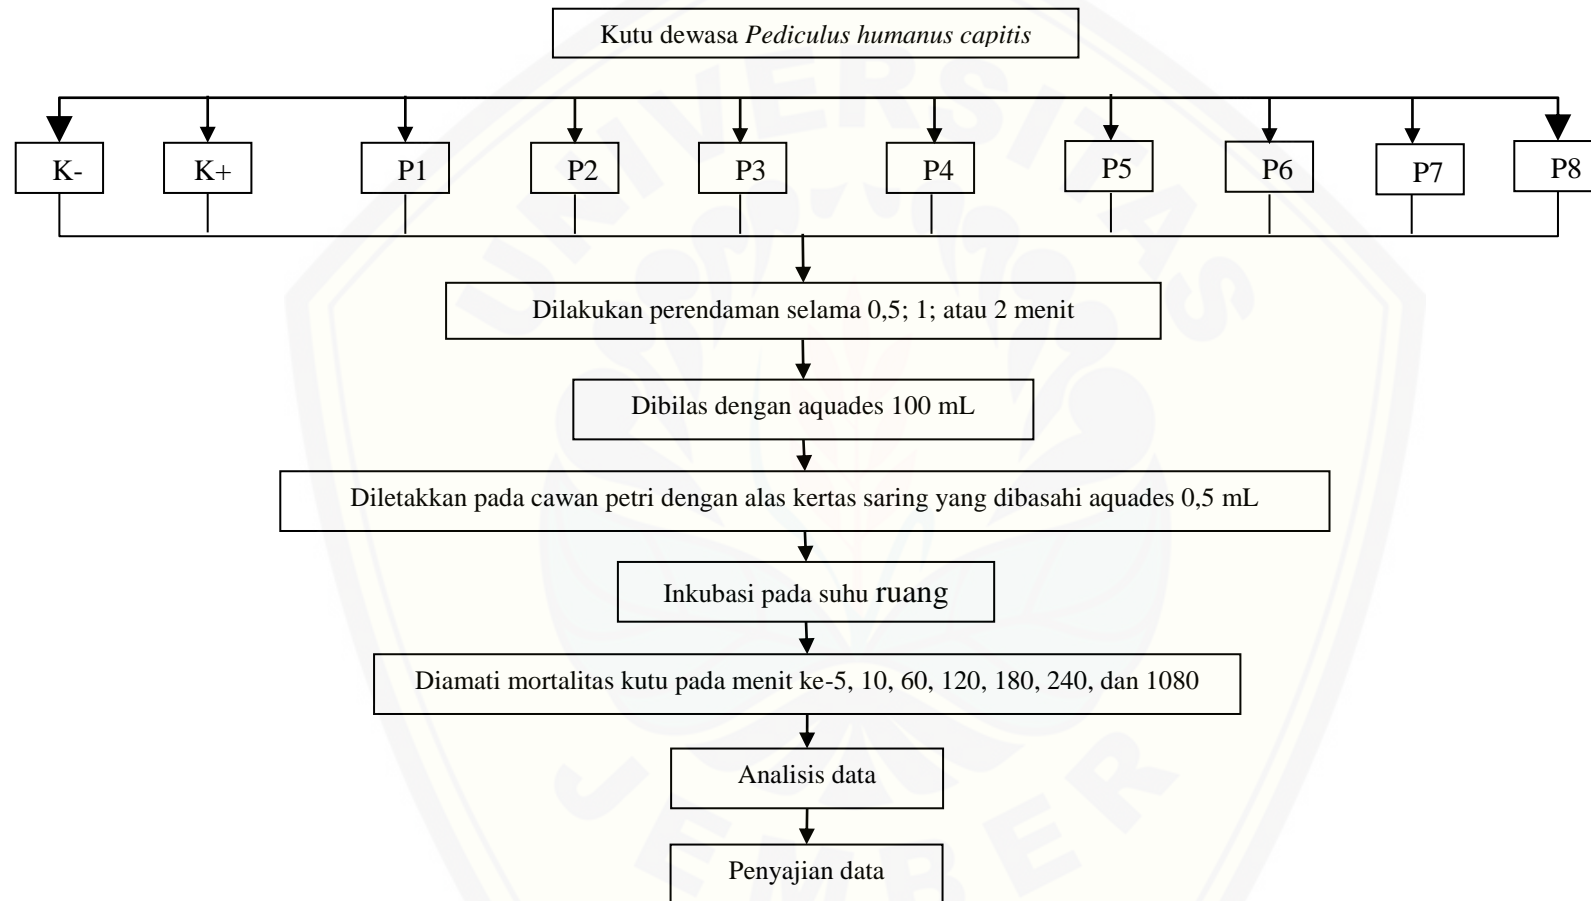 Kutu dewasa Pediculus humanus capitis
K- K+ P1 P2 P3 P4 P5 P6 P7 P8
Dilakukan perendaman selama 0,5; 1; atau 2 menit
Dibilas dengan aquades 100 mL
Diletakkan pada cawan petri dengan alas kertas saring yang dibasahi aquades 0,5 mL
Inkubasi pada suhu ruang
Diamati mortalitas kutu pada menit ke-5, 10, 60, 120, 180, 240, dan 1080
Analisis data
Penyajian data
UNIVERSITAS
JEMBER